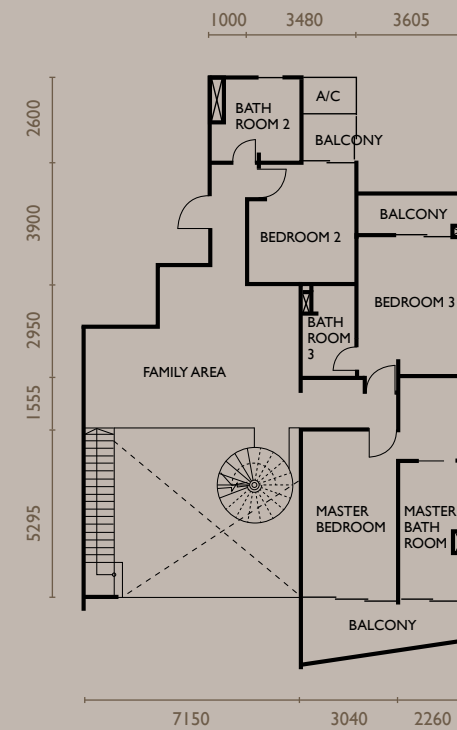 1000 3480 3605
2600
3900
2950
1555
5295
A/C
BATH
ROOM 2
BALCONY
BALCONY
BEDROOM 2
BEDROOM 3
BATH
ROOM
3
FAMILY AREA
MASTER
BEDROOM
MASTER
BATH
ROOM
BALCONY
7150 3040 2260